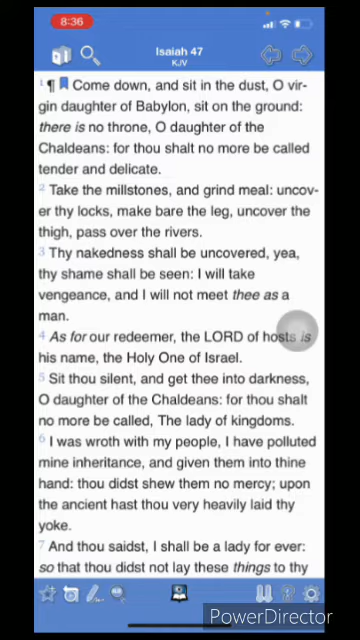 8:36
Isaiah 47
KJV
1 ¶ Come down, and sit in the dust, O vir-
gin daughter of Babylon, sit on the ground:
there is no throne, O daughter of the
Chaldeans: for thou shalt no more be called
tender and delicate.
2 Take the millstones, and grind meal: uncov-
er thy locks, make bare the leg, uncover the
thigh, pass over the rivers.
3 Thy nakedness shall be uncovered, yea,
thy shame shall be seen: I will take
vengeance, and I will not meet thee as a
man.
4 As for our redeemer, the LORD of hosts is
his name, the Holy One of Israel.
5 Sit thou silent, and get thee into darkness,
O daughter of the Chaldeans: for thou shalt
no more be called, The lady of kingdoms.
6 I was wroth with my people, I have polluted
mine inheritance, and given them into thine
hand: thou didst shew them no mercy; upon
the ancient hast thou very heavily laid thy
yoke.
7 And thou saidst, I shall be a lady for ever:
so that thou didst not lay these things to thy
PowerDirector